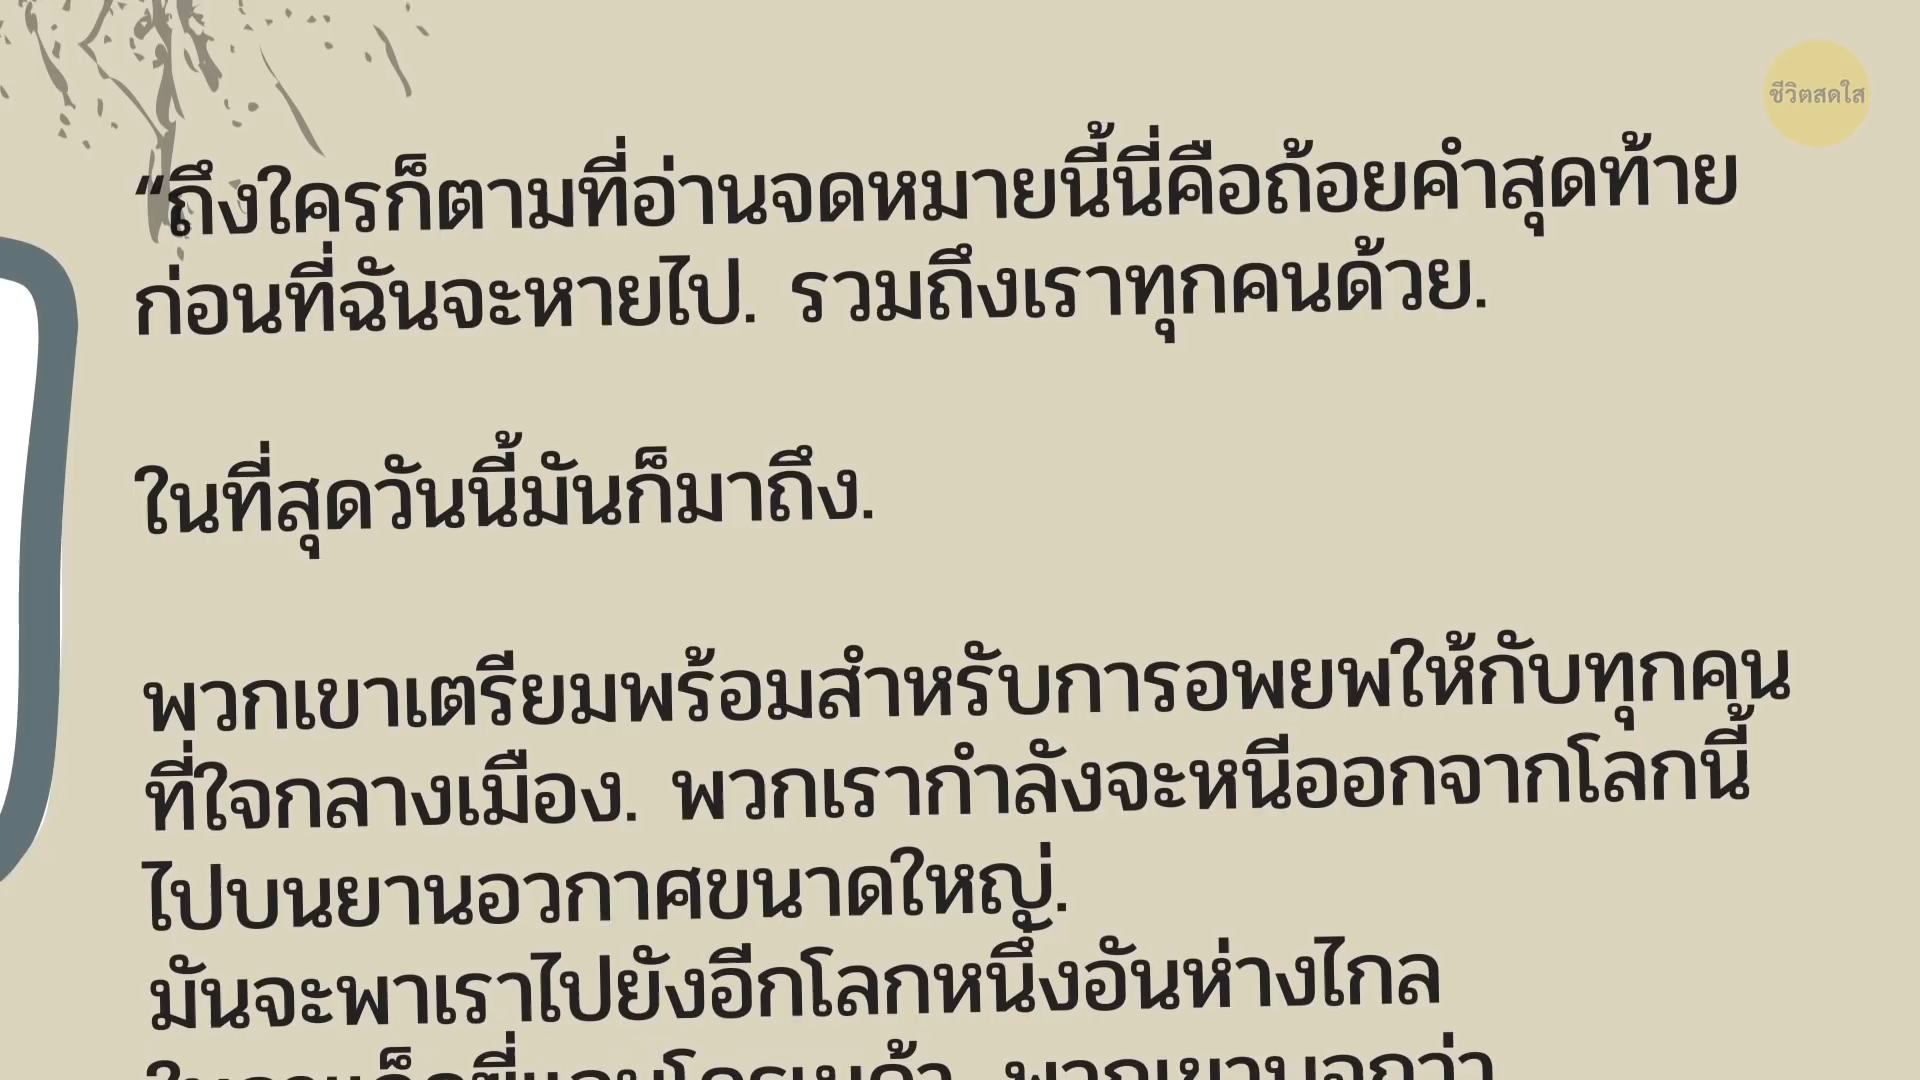 ชีวิตสดใส
“ถึงใครก็ตามที่อ่านจดหมายนี้นี่คือถ้อยคำสุดท้าย
ก่อนที่ฉันจะหายไป. รวมถึงเราทุกคนด้วย.
ในที่สุดวันนี้มันก็มาถึง.
พวกเขาเตรียมพร้อมสำหรับการอพยพให้กับทุกคน
ที่ใจกลางเมือง. พวกเรากำลังจะหนีออกจากโลกนี้
ไปบนยานอวกาศขนาดใหญ่.
มันจะพาเราไปยังอีกโลกหนึ่งอันห่างไกล